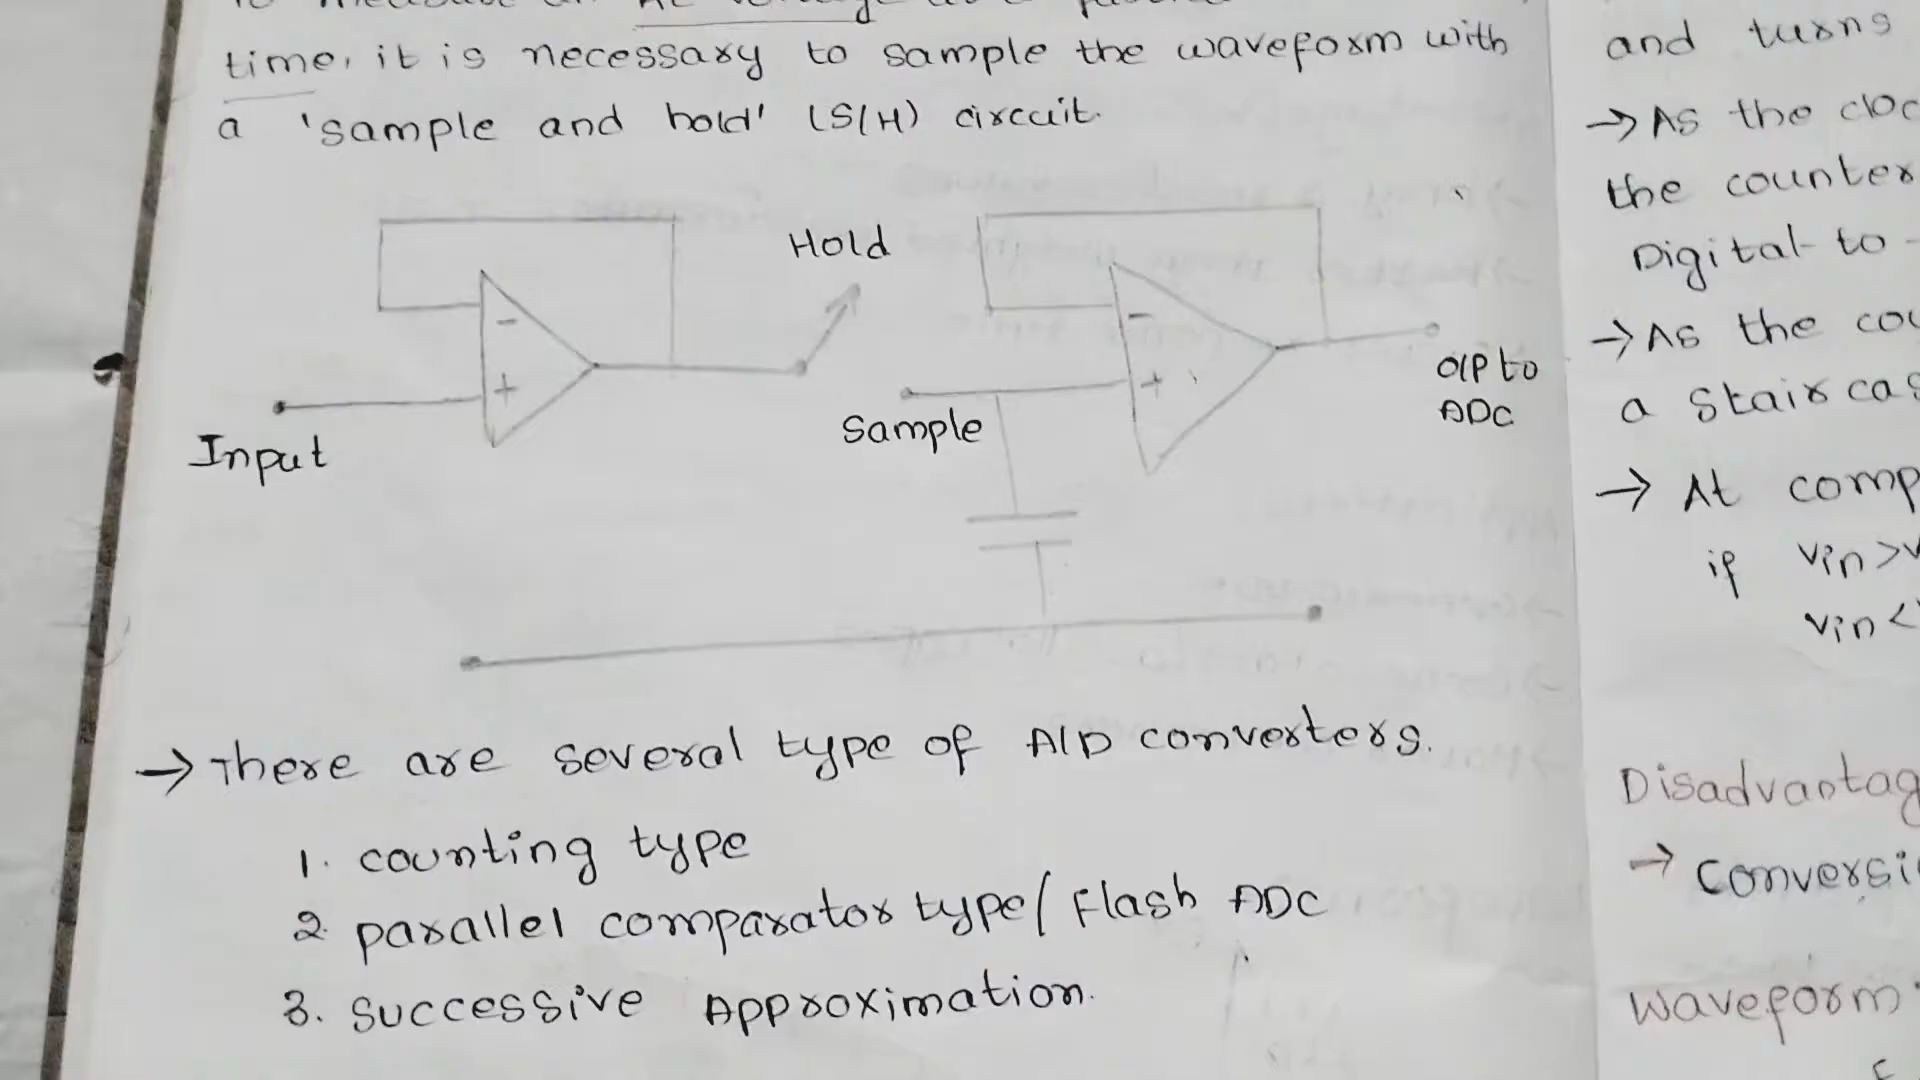 time, it is necessary to sample the waveform with
a 'sample and hold' (S/H) circuit.
Hold
-
+
Input
Sample
-
+
O/P to
ADC
→ There are several type of A/D converters.
1. counting type
2. parallel comparator type/ Flash ADC
3. Successive Approximation.
and turns
→ As the
the counter
Digital-to-
→ As the
a Stair
→ At
if Vin >
Vin <
Disadvantag
→ Conversi
Waveform